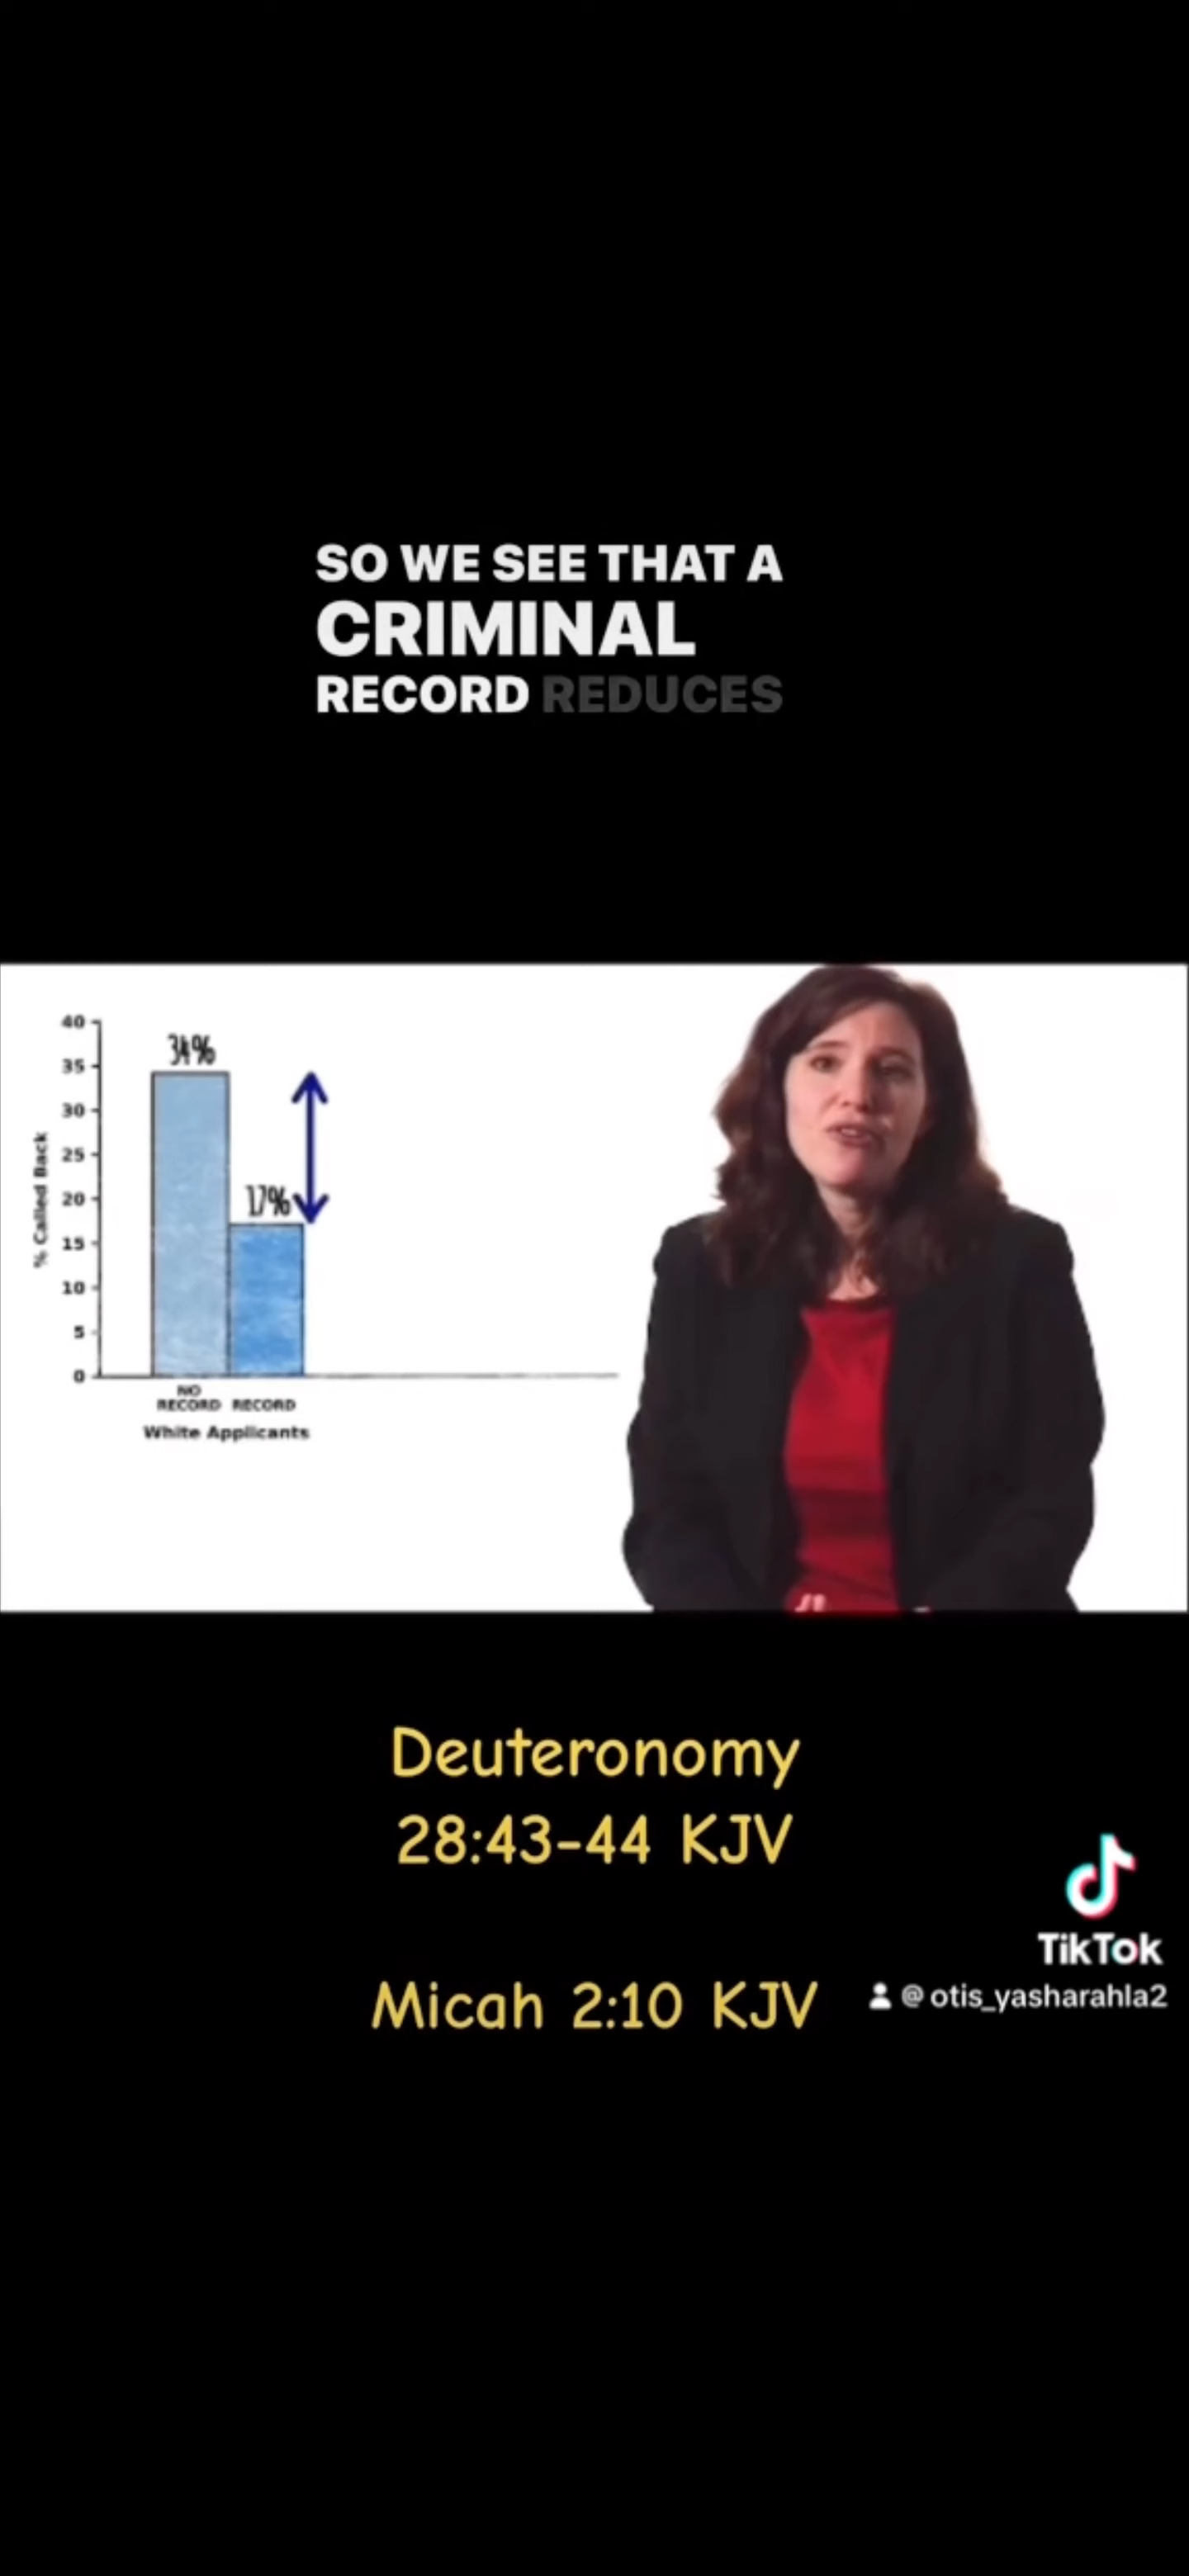 SO WE SEE THAT A
CRIMINAL
RECORD REDUCES
40
35
30
25
20
15
10
5
0
% Called Back
34%
17%
NO
RECORD RECORD
White Applicants
Deuteronomy
28:43-44 KJV
Micah 2:10 KJV
TikTok
@otis_yasharahla2